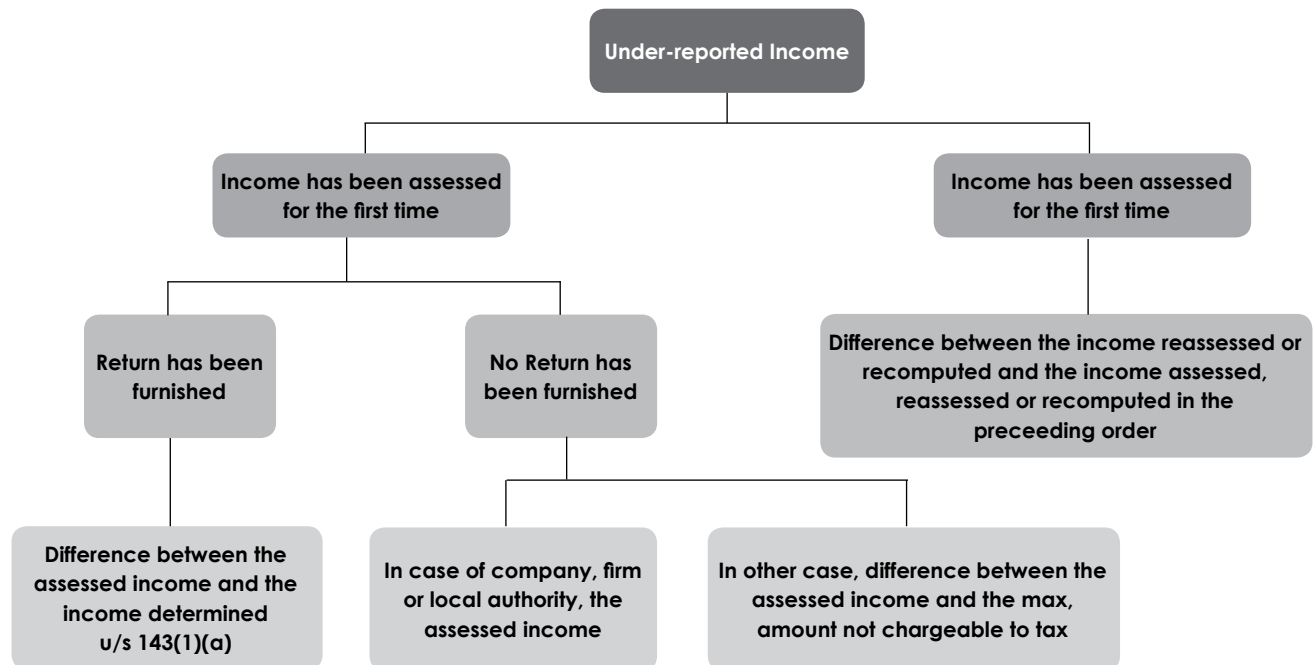 Under-reported Income
Income has been assessed
for the first time
Income has been assessed
for the first time
Return has been
furnished
No Return has
been furnished
Difference between the income reassessed or
recomputed and the income assessed,
reassessed or recomputed in the
preceeding order
Difference between the
assessed income and the
income determined
u/s 143(1)(a)
In case of company, firm
or local authority, the
assessed income
In other case, difference between the
assessed income and the max,
amount not chargeable to tax